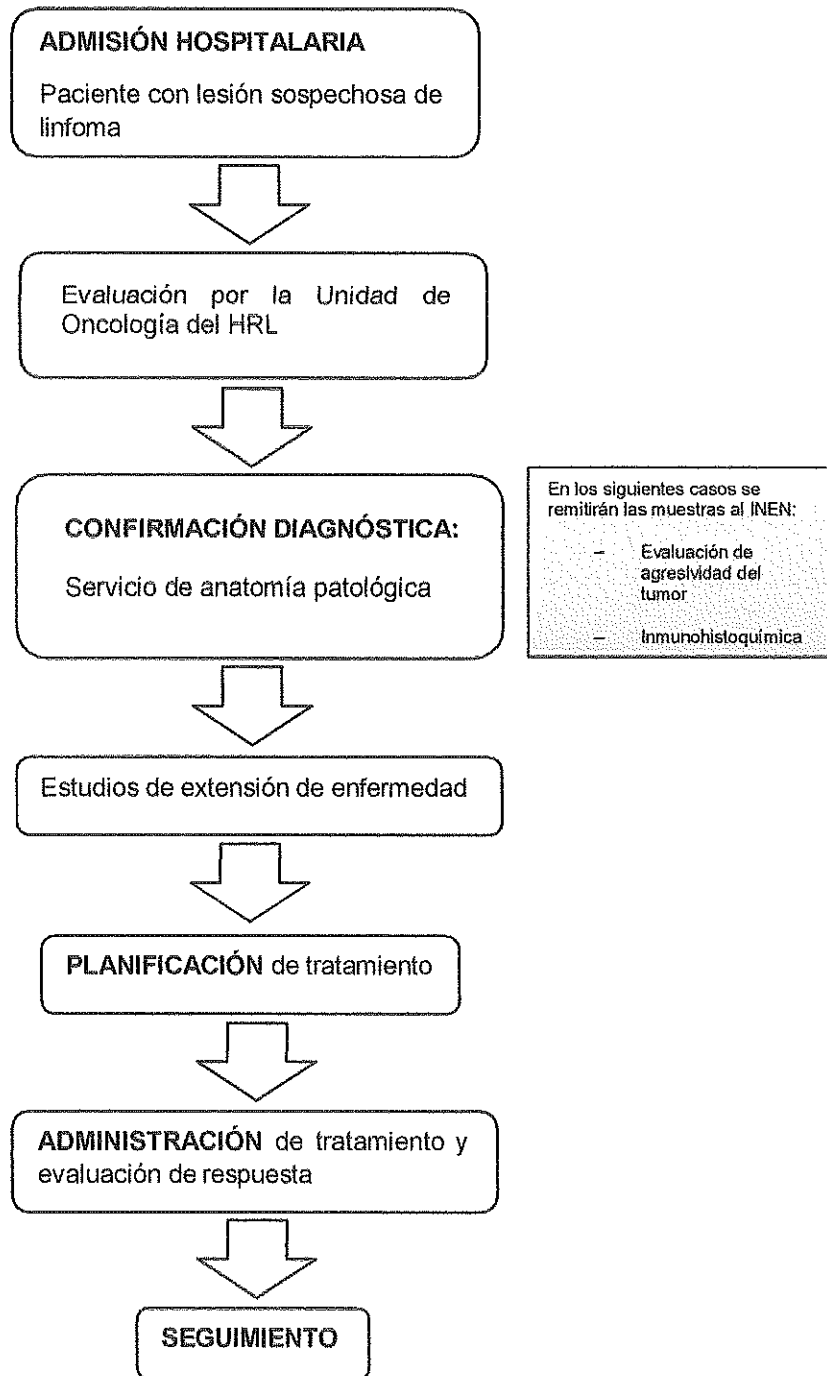 ADMISIÓN HOSPITALARIA
Paciente con lesión sospechosa de
linfoma
Evaluación por la Unidad de
Oncología del HRL
CONFIRMACIÓN DIAGNÓSTICA:
Servicio de anatomía patológica
En los siguientes casos se
remitirán las muestras al INEN:
– Evaluación de
agresividad del
tumor
– Inmunohistoquímica
Estudios de extensión de enfermedad
PLANIFICACIÓN de tratamiento
ADMINISTRACIÓN de tratamiento y
evaluación de respuesta
SEGUIMIENTO